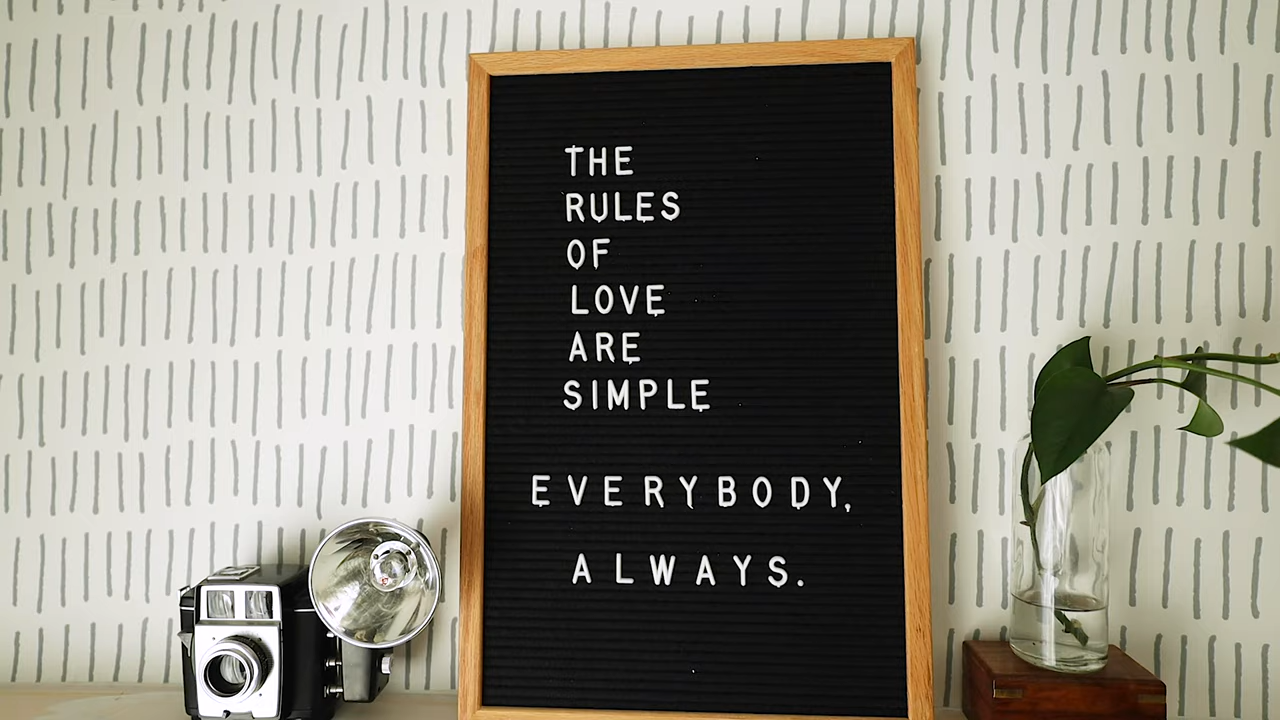 THE
RULES
OF
LOVE
ARE
SIMPLE
EVERYBODY,
ALWAYS.